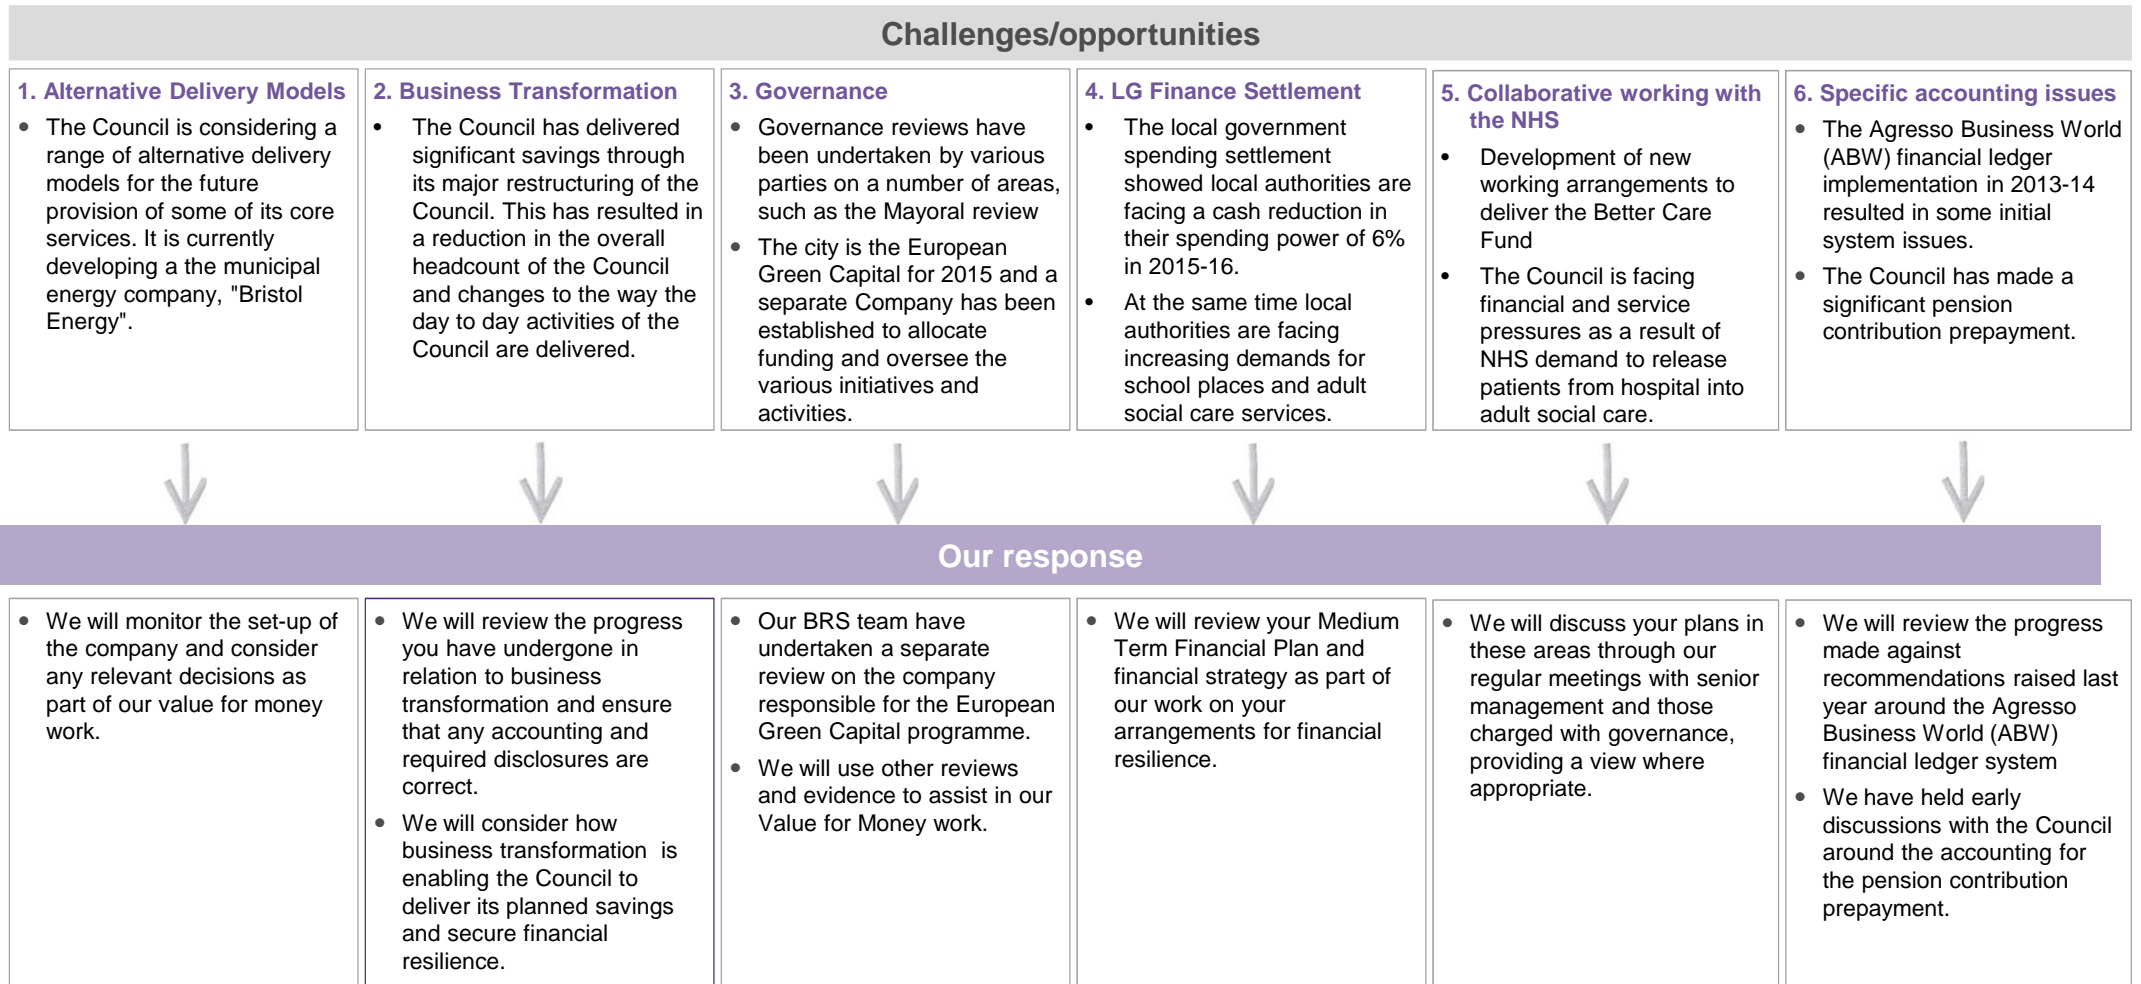 Challenges/opportunities
1. Alternative Delivery Models
• The Council is considering a
range of alternative delivery
models for the future
provision of some of its core
services. It is currently
developing a the municipal
energy company, "Bristol
Energy".
2. Business Transformation
• The Council has delivered
significant savings through
its major restructuring of the
Council. This has resulted in
a reduction in the overall
headcount of the Council
and changes to the way the
day to day activities of the
Council are delivered.
3. Governance
• Governance reviews have
been undertaken by various
parties on a number of areas,
such as the Mayoral review
• The city is the European
Green Capital for 2015 and a
separate Company has been
established to allocate
funding and oversee the
various initiatives and
activities.
4. LG Finance Settlement
• The local government
spending settlement
showed local authorities are
facing a cash reduction in
their spending power of 6%
in 2015-16.
• At the same time local
authorities are facing
increasing demands for
school places and adult
social care services.
5. Collaborative working with
the NHS
• Development of new
working arrangements to
deliver the Better Care
Fund
• The Council is facing
financial and service
pressures as a result of
NHS demand to release
patients from hospital into
adult social care.
6. Specific accounting issues
• The Agresso Business World
(ABW) financial ledger
implementation in 2013-14
resulted in some initial
system issues.
• The Council has made a
significant pension
contribution prepayment.
Our response
• We will monitor the set-up of
the company and consider
any relevant decisions as
part of our value for money
work.
• We will review the progress
you have undergone in
relation to business
transformation and ensure
that any accounting and
required disclosures are
correct.
• We will consider how
business transformation is
enabling the Council to
deliver its planned savings
and secure financial
resilience.
• Our BRS team have
undertaken a separate
review on the company
responsible for the European
Green Capital programme.
• We will use other reviews
and evidence to assist in our
Value for Money work.
• We will review your Medium
Term Financial Plan and
financial strategy as part of
our work on your
arrangements for financial
resilience.
• We will discuss your plans in
these areas through our
regular meetings with senior
management and those
charged with governance,
providing a view where
appropriate.
• We will review the progress
made against
recommendations raised last
year around the Agresso
Business World (ABW)
financial ledger system
• We have held early
discussions with the Council
around the accounting for
the pension contribution
prepayment.